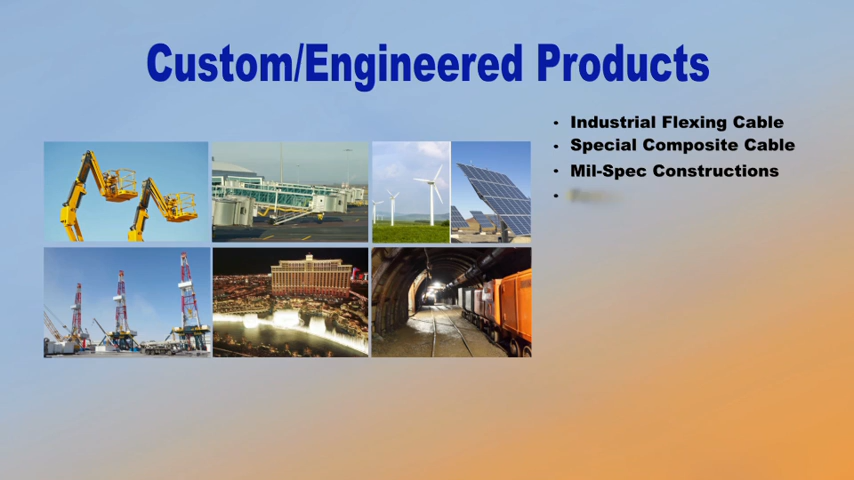 Custom/Engineered Products
• Industrial Flexing Cable
• Special Composite Cable
• Mil-Spec Constructions
•